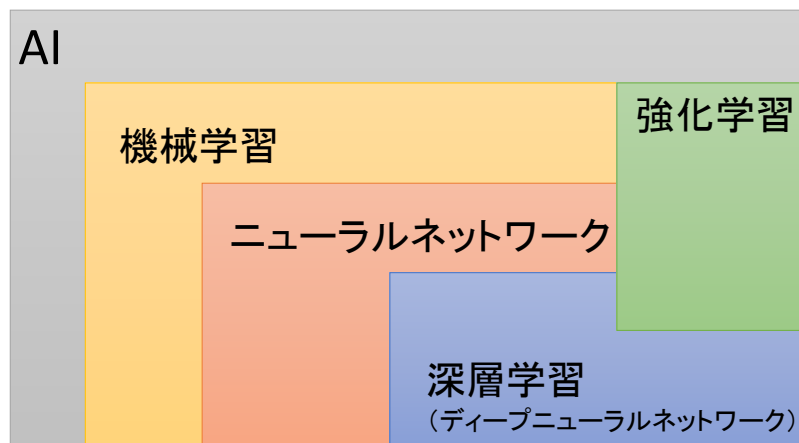 AI
強化学習
機械学習
ニューラルネットワーク
深層学習
（ディープニューラルネットワーク）